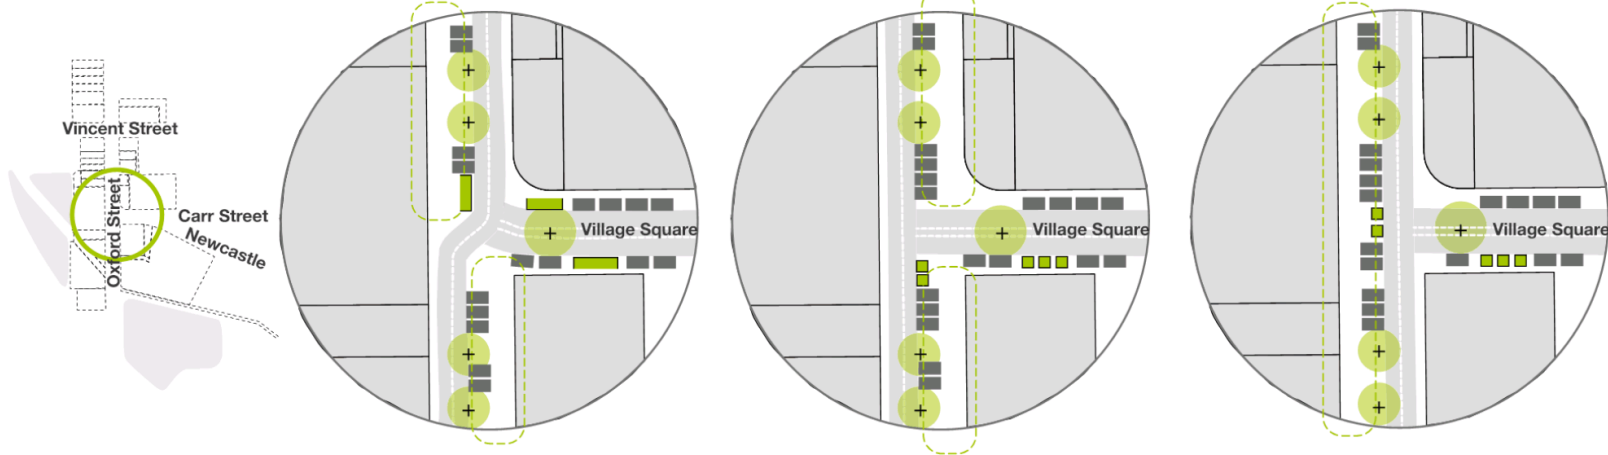 Vincent Street
Oxford Street
Carr Street
Newcastle
Village Square
Village Square
Village Square